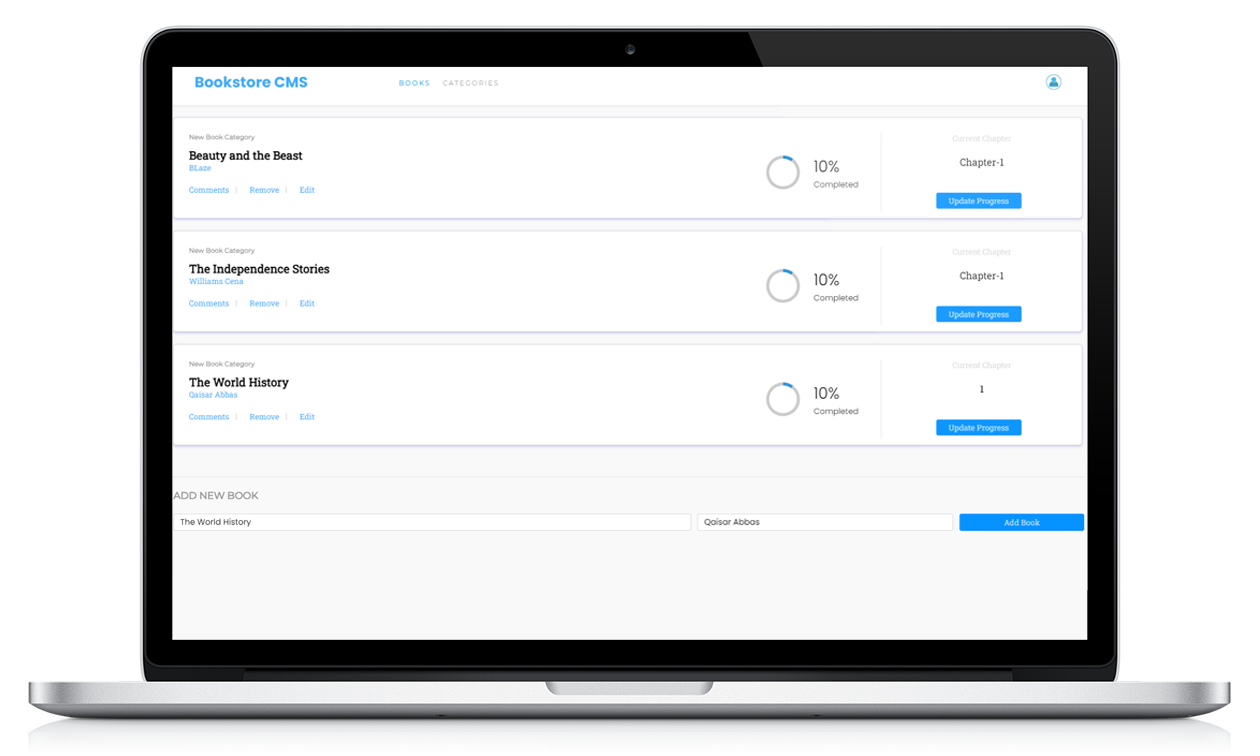 Bookstore CMS
BOOKS CATEGORIES
New Book Category
Beauty and the Beast
BLaze
Comments | Remove | Edit
10%
Completed
Current Chapter
Chapter-1
Update Progress
New Book Category
The Independence Stories
Williams Cena
Comments | Remove | Edit
10%
Completed
Current Chapter
Chapter-1
Update Progress
New Book Category
The World History
Qaisar Abbas
Comments | Remove | Edit
10%
Completed
Current Chapter
1
Update Progress
ADD NEW BOOK
The World History
Qaisar Abbas
Add Book